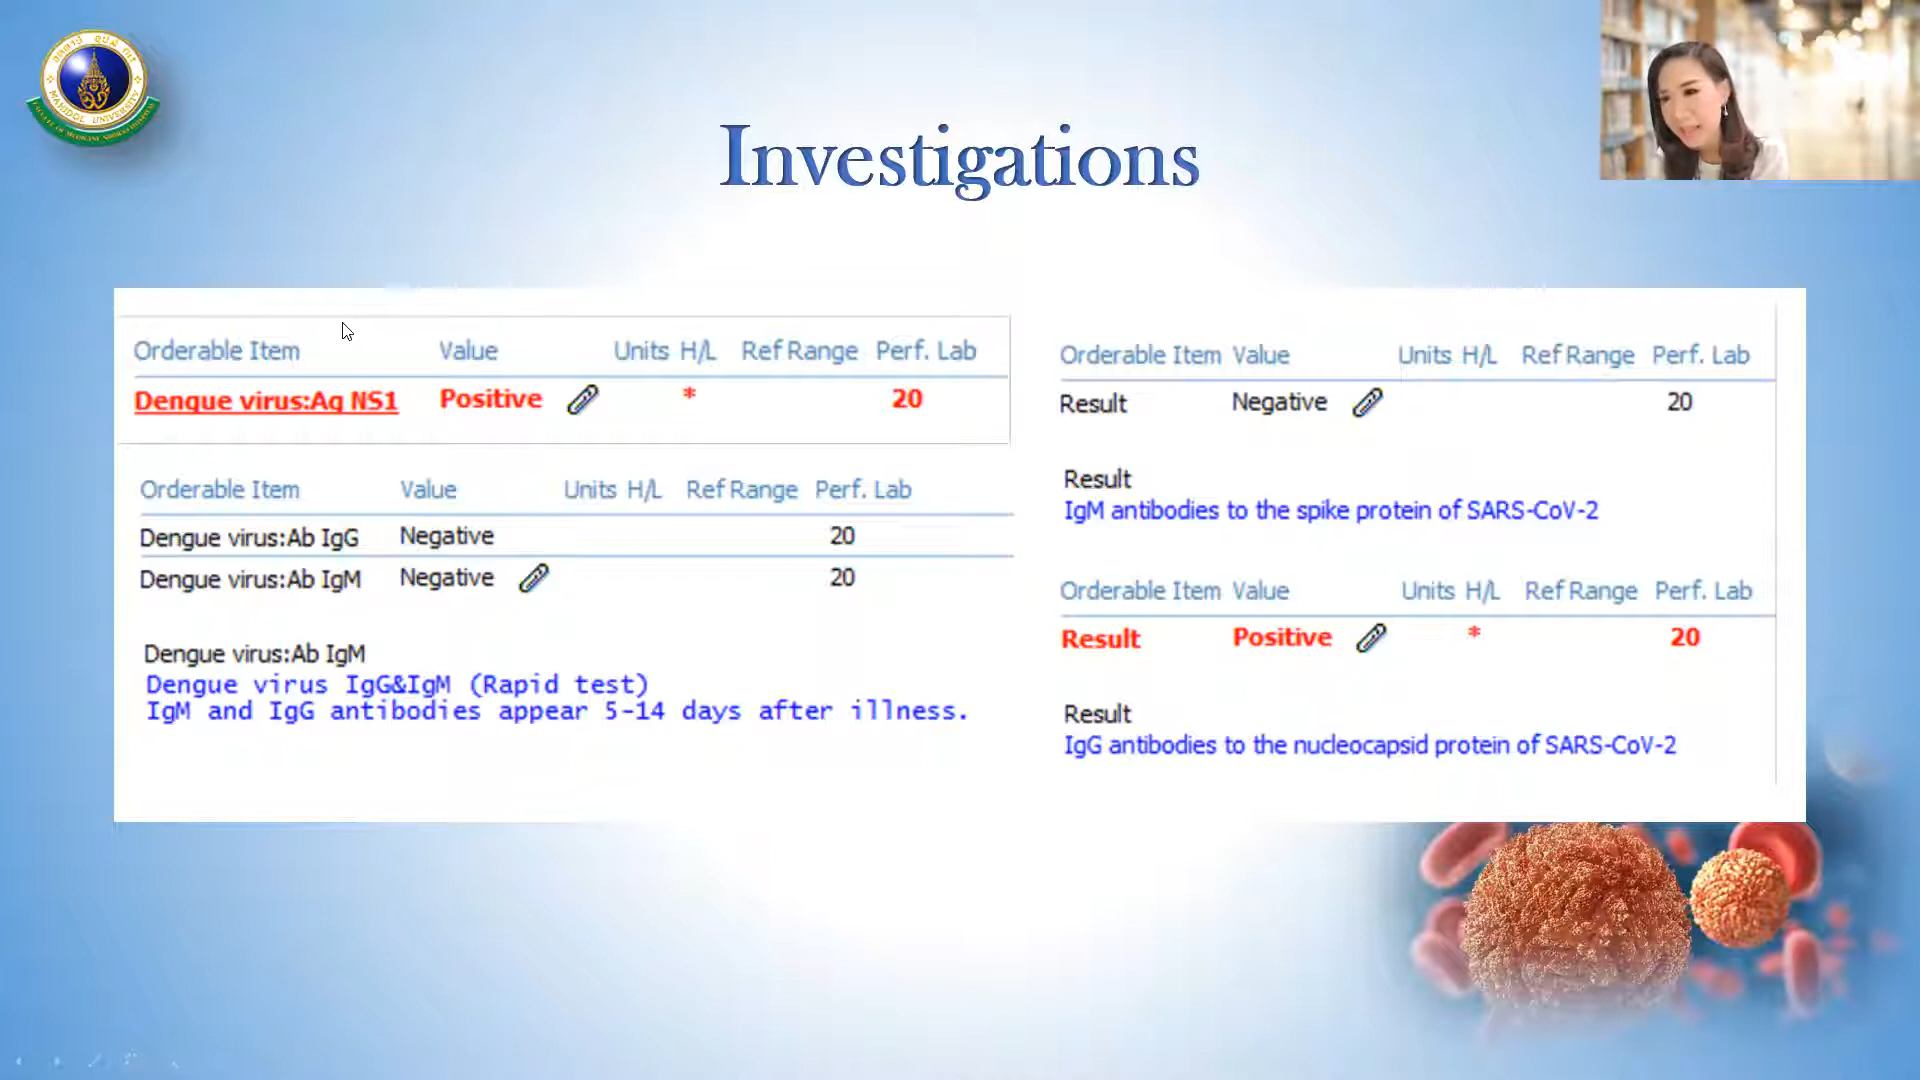 MAHIDOL UNIVERSITY
Investigations
Orderable Item Value Units H/L Ref Range Perf. Lab
Dengue virus:Ag NS1 Positive * 20
Orderable Item Value Units H/L Ref Range Perf. Lab
Dengue virus:Ab IgG Negative 20
Dengue virus:Ab IgM Negative 20
Dengue virus:Ab IgM
Dengue virus IgG&IgM (Rapid test)
IgM and IgG antibodies appear 5-14 days after illness.
Orderable Item Value Units H/L Ref Range Perf. Lab
Result Negative 20
Result
IgM antibodies to the spike protein of SARS-CoV-2
Orderable Item Value Units H/L Ref Range Perf. Lab
Result Positive * 20
Result
IgG antibodies to the nucleocapsid protein of SARS-CoV-2